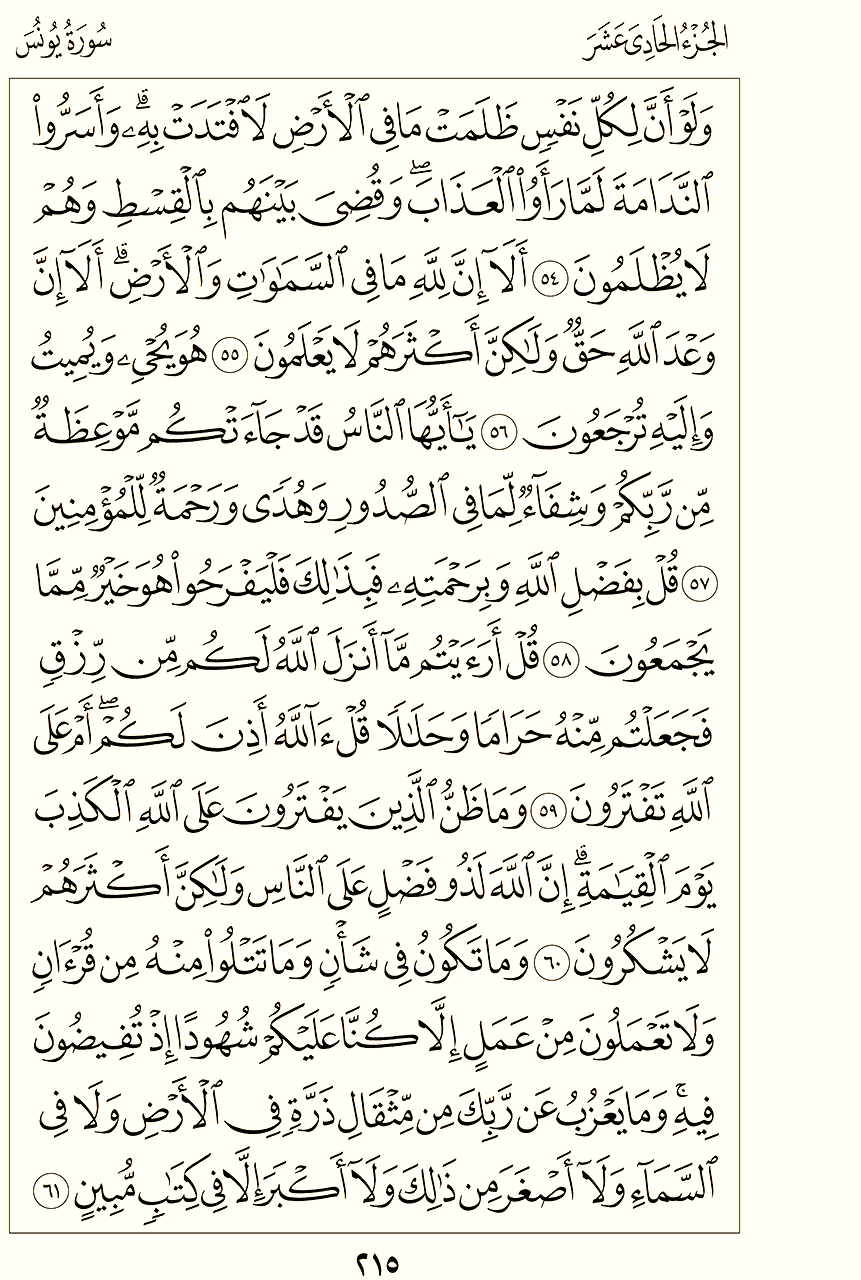 الجُزْءُ الحَادِىَ عَشَرَ
سُورَةُ يُونُسَ
وَلَوْ أَنَّ لِكُلِّ نَفْسٖ ظَلَمَتْ مَا فِى ٱلْأَرْضِ لَٱفْتَدَتْ بِهِۦۗ وَأَسَرُّوا۟
ٱلنَّدَامَةَ لَمَّا رَأَوُا۟ ٱلْعَذَابَۖ وَقُضِىَ بَيْنَهُم بِٱلْقِسْطِ وَهُمْ
لَا يُظْلَمُونَ ٥٤ أَلَآ إِنَّ لِلَّهِ مَا فِى ٱلسَّمَٰوَٰتِ وَٱلْأَرْضِۗ أَلَآ إِنَّ
وَعْدَ ٱللَّهِ حَقٌّ وَلَٰكِنَّ أَكْثَرَهُمْ لَا يَعْلَمُونَ ٥٥ هُوَ يُحْىِۦ وَيُمِيتُ
وَإِلَيْهِ تُرْجَعُونَ ٥٦ يَٰٓأَيُّهَا ٱلنَّاسُ قَدْ جَآءَتْكُم مَّوْعِظَةٌ
مِّن رَّبِّكُمْ وَشِفَآءٌ لِّمَا فِى ٱلصُّدُورِ وَهُدًى وَرَحْمَةٌ لِّلْمُؤْمِنِينَ
٥٧ قُلْ بِفَضْلِ ٱللَّهِ وَبِرَحْمَتِهِۦ فَبِذَٰلِكَ فَلْيَفْرَحُوا۟ هُوَ خَيْرٌ مِّمَّا
يَجْمَعُونَ ٥٨ قُلْ أَرَءَيْتُم مَّآ أَنزَلَ ٱللَّهُ لَكُم مِّن رِّزْقٍ
فَجَعَلْتُم مِّنْهُ حَرَامًا وَحَلَٰلًا قُلْ ءَآللَّهُ أَذِنَ لَكُمْۖ أَمْ عَلَى
ٱللَّهِ تَفْتَرُونَ ٥٩ وَمَا ظَنُّ ٱلَّذِينَ يَفْتَرُونَ عَلَى ٱللَّهِ ٱلْكَذِبَ
يَوْمَ ٱلْقِيَٰمَةِۗ إِنَّ ٱللَّهَ لَذُو فَضْلٍ عَلَى ٱلنَّاسِ وَلَٰكِنَّ أَكْثَرَهُمْ
لَا يَشْكُرُونَ ٦٠ وَمَا تَكُونُ فِى شَأْنٍ وَمَا تَتْلُوا۟ مِنْهُ مِن قُرْءَانٍ
وَلَا تَعْمَلُونَ مِنْ عَمَلٍ إِلَّا كُنَّا عَلَيْكُمْ شُهُودًا إِذْ تُفِيضُونَ
فِيهِۚ وَمَا يَعْزُبُ عَن رَّبِّكَ مِن مِّثْقَالِ ذَرَّةٍ فِى ٱلْأَرْضِ وَلَا فِى
ٱلسَّمَآءِ وَلَآ أَصْغَرَ مِن ذَٰلِكَ وَلَآ أَكْبَرَ إِلَّا فِى كِتَٰبٍ مُّبِينٍ ٦١
٢١٥